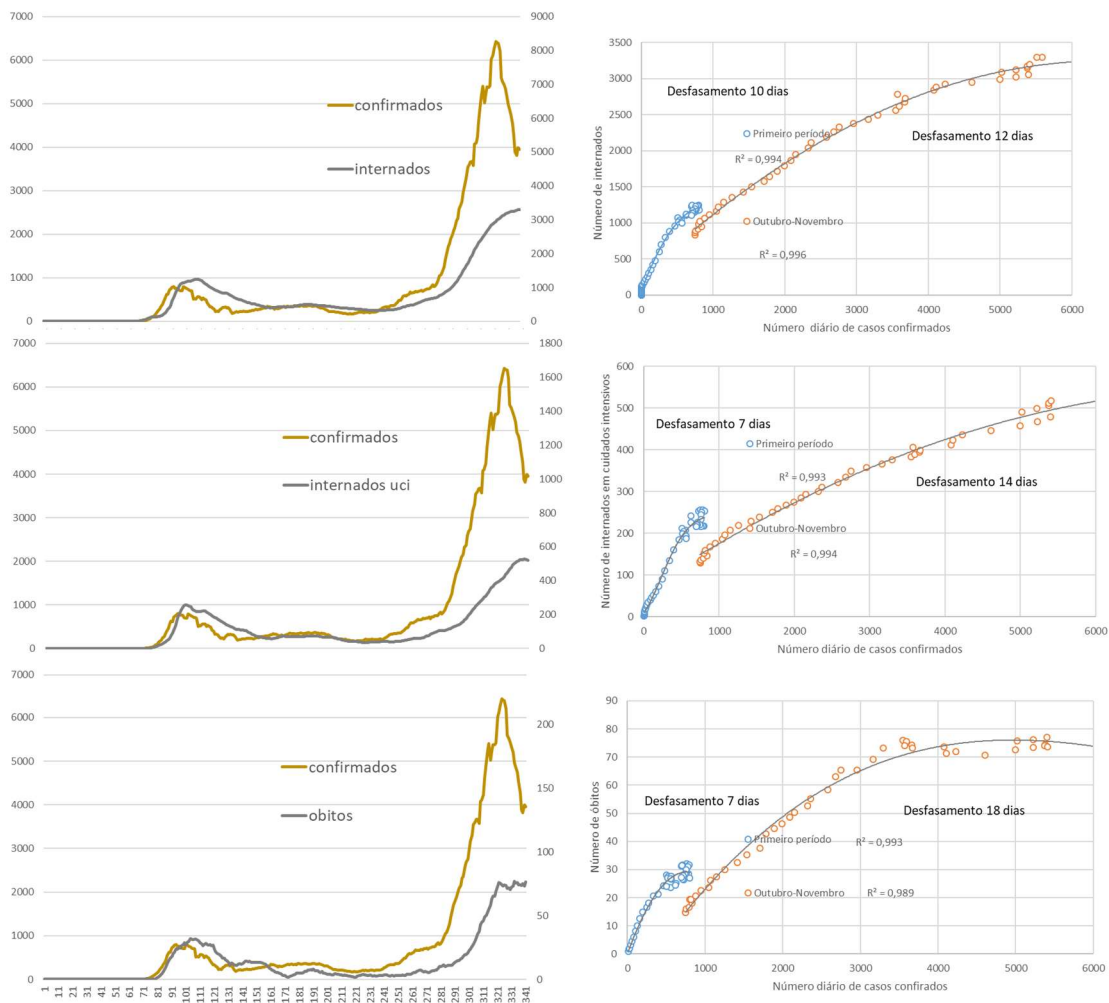 7000
6000
5000
4000
3000
2000
1000
0
9000
8000
7000
6000
5000
4000
3000
2000
1000
0
confirmados
internados
Número de internados
3500
3000
2500
2000
1500
1000
500
0
Desfasamento 10 dias
Primeiro período
R² = 0,994
Desfasamento 12 dias
Outubro-Novembro
R² = 0,996
0 1000 2000 3000 4000 5000 6000
Número diário de casos confirmados
7000
6000
5000
4000
3000
2000
1000
0
1800
1600
1400
1200
1000
800
600
400
200
0
confirmados
internados uci
Número de internados em cuidados intensivos
600
500
400
300
200
100
0
Desfasamento 7 dias
Primeiro período
R² = 0,993
Desfasamento 14 dias
Outubro-Novembro
R² = 0,994
0 1000 2000 3000 4000 5000 6000
Número diário de casos confirmados
7000
6000
5000
4000
3000
2000
1000
0
200
150
100
50
0
confirmados
obitos
1 11 21 31 41 51 61 71 81 91 101 111 121 131 141 151 161 171 181 191 201 211 221 231 241 251 261 271 281 291 301 311 321 331 341
Número de óbitos
90
80
70
60
50
40
30
20
10
0
Desfasamento 7 dias
Desfasamento 18 dias
Primeiro período
R² = 0,993
Outubro-Novembro
R² = 0,989
0 1000 2000 3000 4000 5000 6000
Número diário de casos confirados